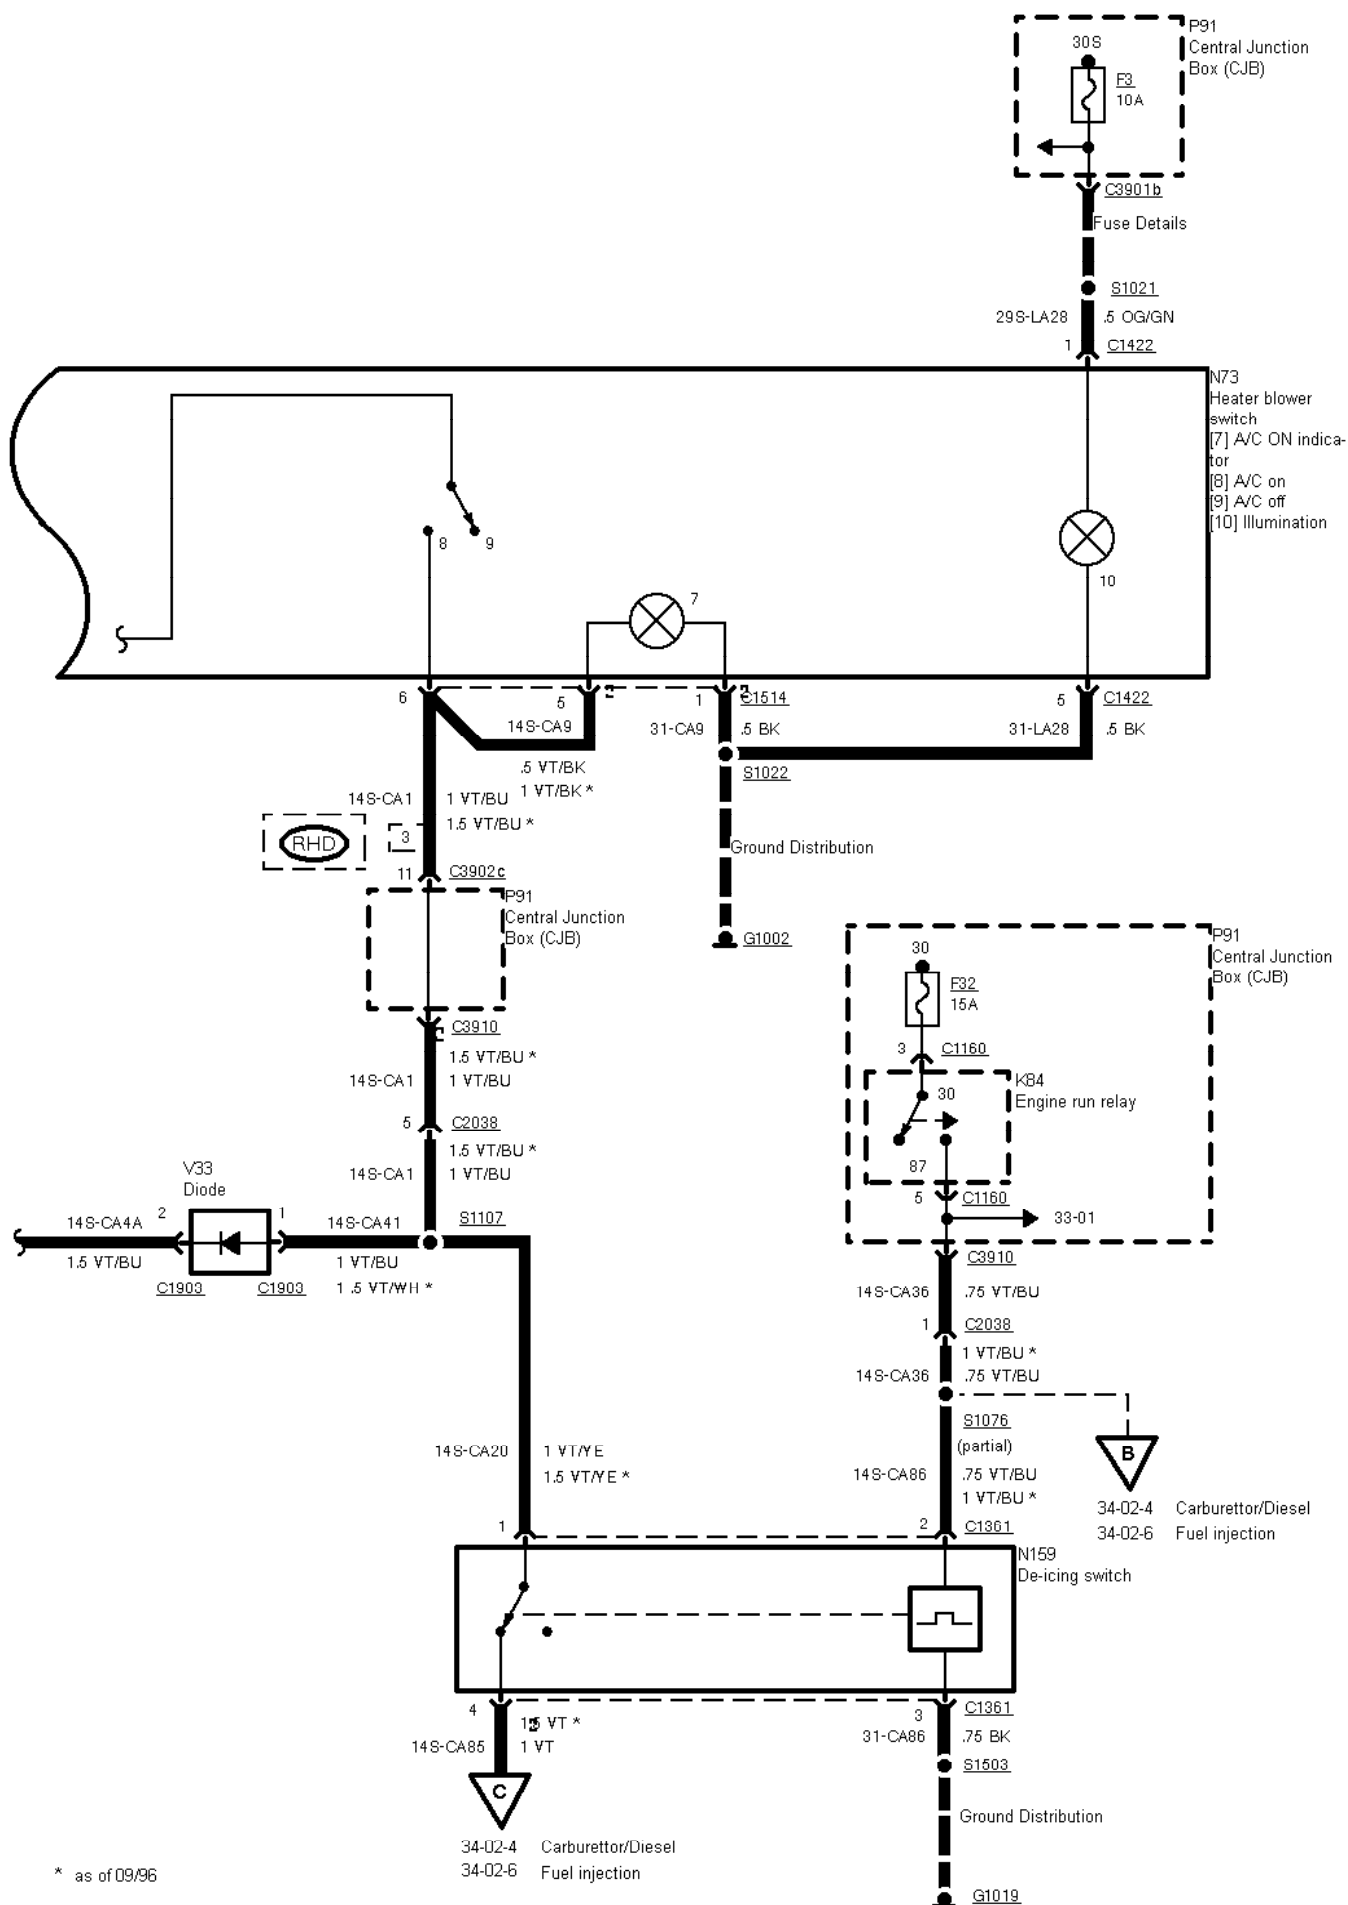 P91
Central Junction
Box (CJB)
30S
F3
10A
C3901b
Fuse Details
S1021
29S-LA28 .5 OG/GN
1 C1422
N73
Heater blower
switch
[7] A/C ON indica-
tor
[8] A/C on
[9] A/C off
[10] Illumination
8 9
10
7
6 5 1 C1514 5 C1422
14S-CA9 31-CA9 .5 BK 31-LA28 .5 BK
.5 VT/BK
1 VT/BK *
S1022
14S-CA1 1 VT/BU
1.5 VT/BU *
RHD
3
11 C3902c
Ground Distribution
P91
Central Junction
Box (CJB)
G1002
P91
Central Junction
Box (CJB)
30
F32
15A
C3910
1.5 VT/BU *
14S-CA1 1 VT/BU
3 C1160
K84
Engine run relay
30
87
5 C2038
1.5 VT/BU *
14S-CA1 1 VT/BU
5 C1160
33-01
V33
Diode
14S-CA4A 2 1 14S-CA41 S1107
1.5 VT/BU 1 VT/BU
C1903 C1903 1 .5 VT/WH *
C3910
14S-CA36 .75 VT/BU
1 C2038
1 VT/BU *
14S-CA36 .75 VT/BU
S1076
(partial)
B
14S-CA20 1 VT/YE
1.5 VT/YE *
14S-CA86 .75 VT/BU
1 VT/BU *
34-02-4 Carburettor/Diesel
34-02-6 Fuel injection
1 2 C1361
N159
De-icing switch
4 3 C1361
VT *
14S-CA85 1 VT
31-CA86 .75 BK
S1503
C
Ground Distribution
34-02-4 Carburettor/Diesel
34-02-6 Fuel injection
* as of 09/96
G1019